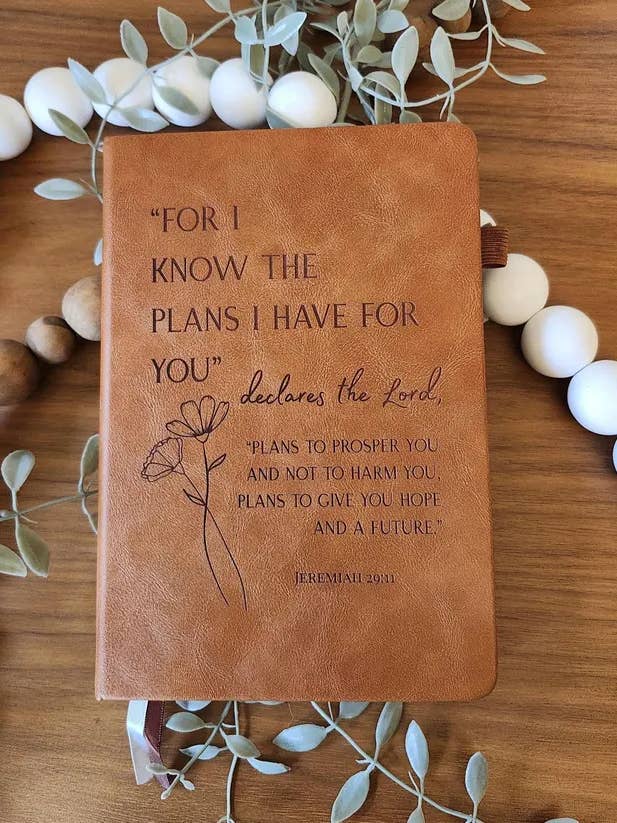 “FOR I
KNOW THE
PLANS I HAVE FOR
YOU”
declares the Lord,
“PLANS TO PROSPER YOU
AND NOT TO HARM YOU,
PLANS TO GIVE YOU HOPE
AND A FUTURE.”
JEREMIAH 29:11